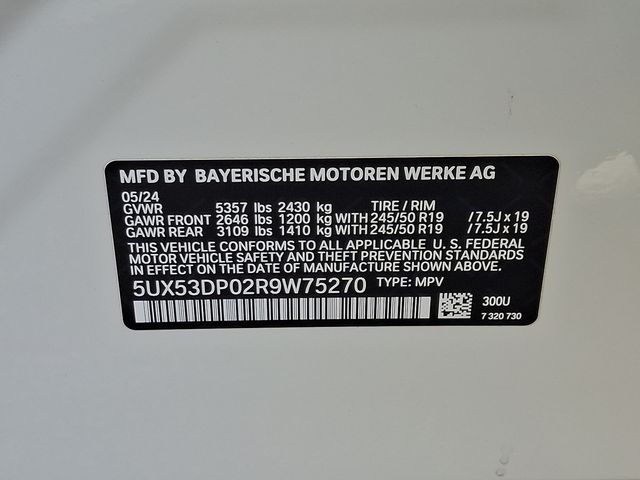 MFD BY BAYERISCHE MOTOREN WERKE AG
05/24
GVWR 5357 lbs 2430 kg TIRE / RIM
GAWR FRONT 2646 lbs 1200 kg WITH 245/50 R19 / 7.5J x 19
GAWR REAR 3109 lbs 1410 kg WITH 245/50 R19 / 7.5J x 19
THIS VEHICLE CONFORMS TO ALL APPLICABLE U. S. FEDERAL
MOTOR VEHICLE SAFETY AND THEFT PREVENTION STANDARDS
IN EFFECT ON THE DATE OF MANUFACTURE SHOWN ABOVE.
5UX53DP02R9W75270 TYPE: MPV
300U
7 320 730